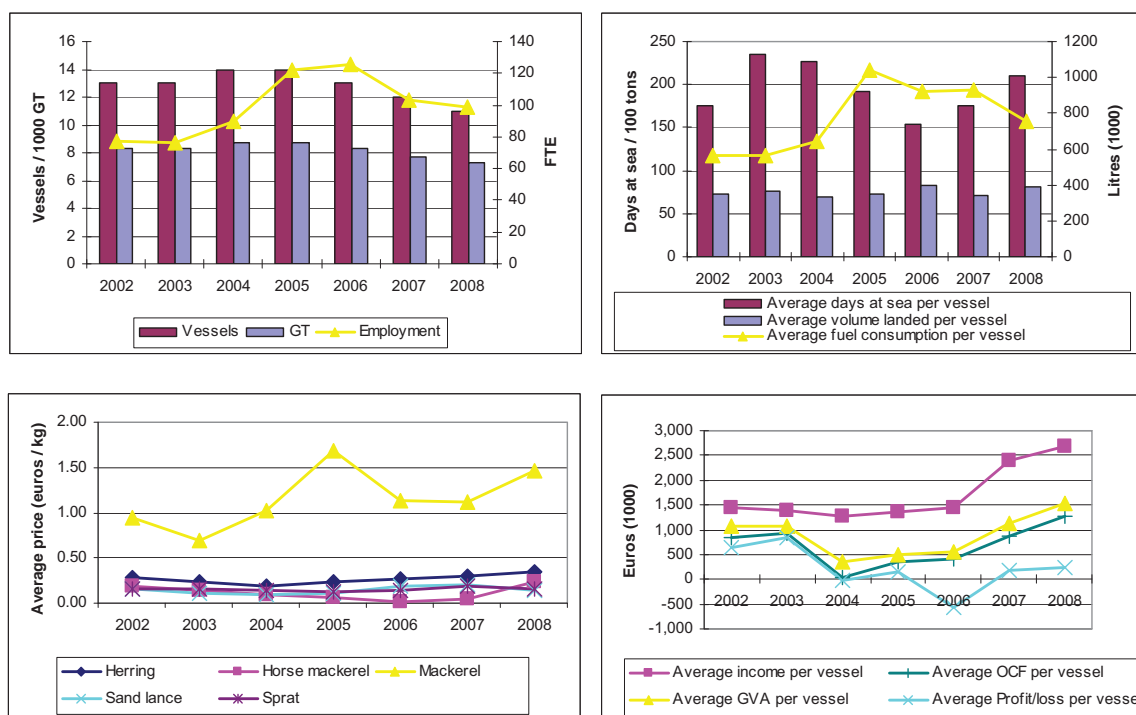 Vessels / 1000 GT
16
14
12
10
8
6
4
2
0
140
120
100
80
60
40
20
0
FTE
2002 2003 2004 2005 2006 2007 2008
Vessels GT Employment
Days at sea / 100 tons
250
200
150
100
50
0
1200
1000
800
600
400
200
0
Litres (1000)
2002 2003 2004 2005 2006 2007 2008
Average days at sea per vessel
Average volume landed per vessel
Average fuel consumption per vessel
Average price (euros / kg)
2.00
1.50
1.00
0.50
0.00
2002 2003 2004 2005 2006 2007 2008
Herring Horse mackerel Mackerel
Sand lance Sprat
Euros (1000)
3,000
2,500
2,000
1,500
1,000
500
0
-500
-1,000
2002 2003 2004 2005 2006 2007 2008
Average income per vessel Average OCF per vessel
Average GVA per vessel Average Profit/loss per vesse